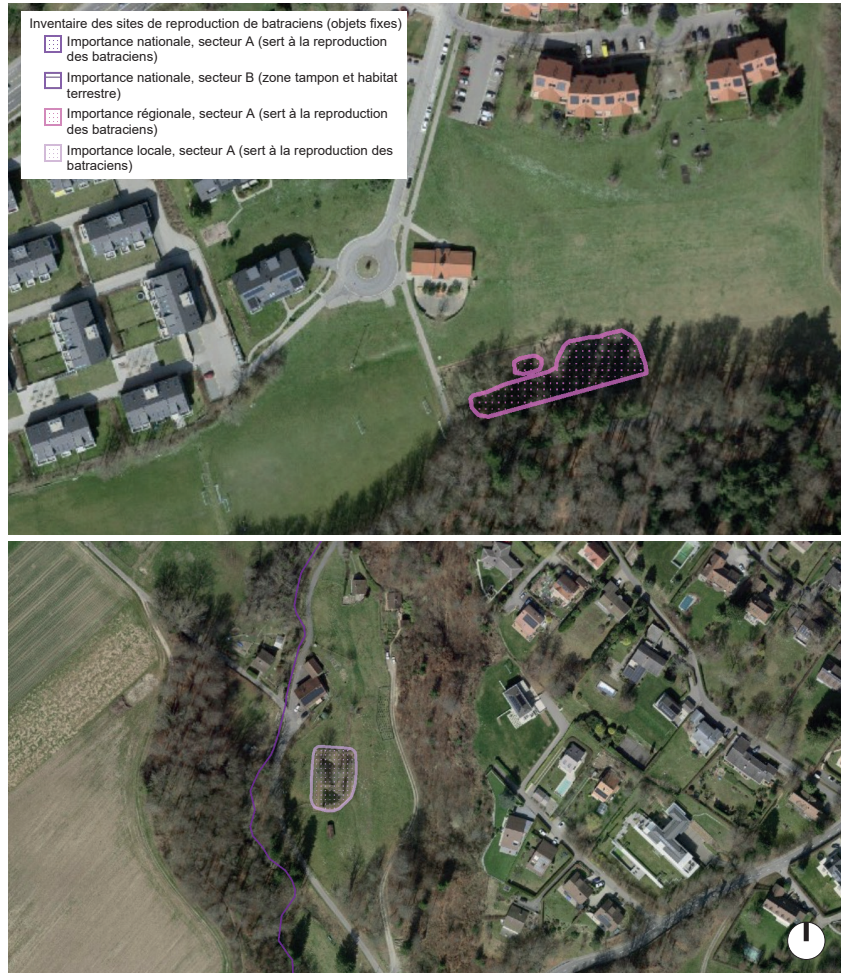 Inventaire des sites de reproduction de batraciens (objets fixes)
Importance nationale, secteur A (sert à la reproduction
des batraciens)
Importance nationale, secteur B (zone tampon et habitat
terrestre)
Importance régionale, secteur A (sert à la reproduction
des batraciens)
Importance locale, secteur A (sert à la reproduction des
batraciens)